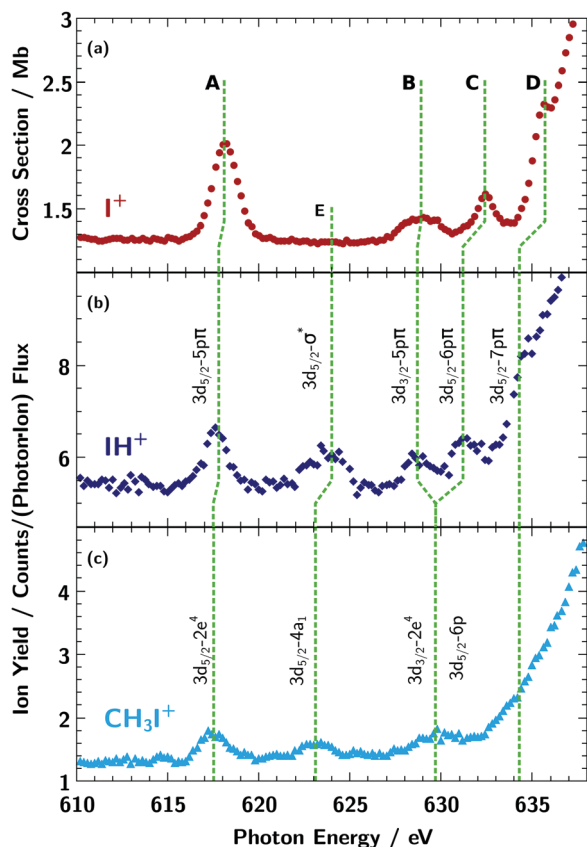 (a)
A
B
C
D
E
I⁺
3
2.5
2
1.5
Cross Section / Mb
(b)
3d₅/₂–5pπ
3d₅/₂–σ*
3d₃/₂–5pπ
3d₅/₂–6pπ
3d₅/₂–7pπ
IH⁺
8
6
Ion Yield / Counts/(Photon·Ion) Flux
(c)
3d₅/₂–2e⁴
3d₅/₂–4a₁
3d₃/₂–2e⁴
3d₅/₂–6p
CH₃I⁺
4
3
2
1
610 615 620 625 630 635
Photon Energy / eV